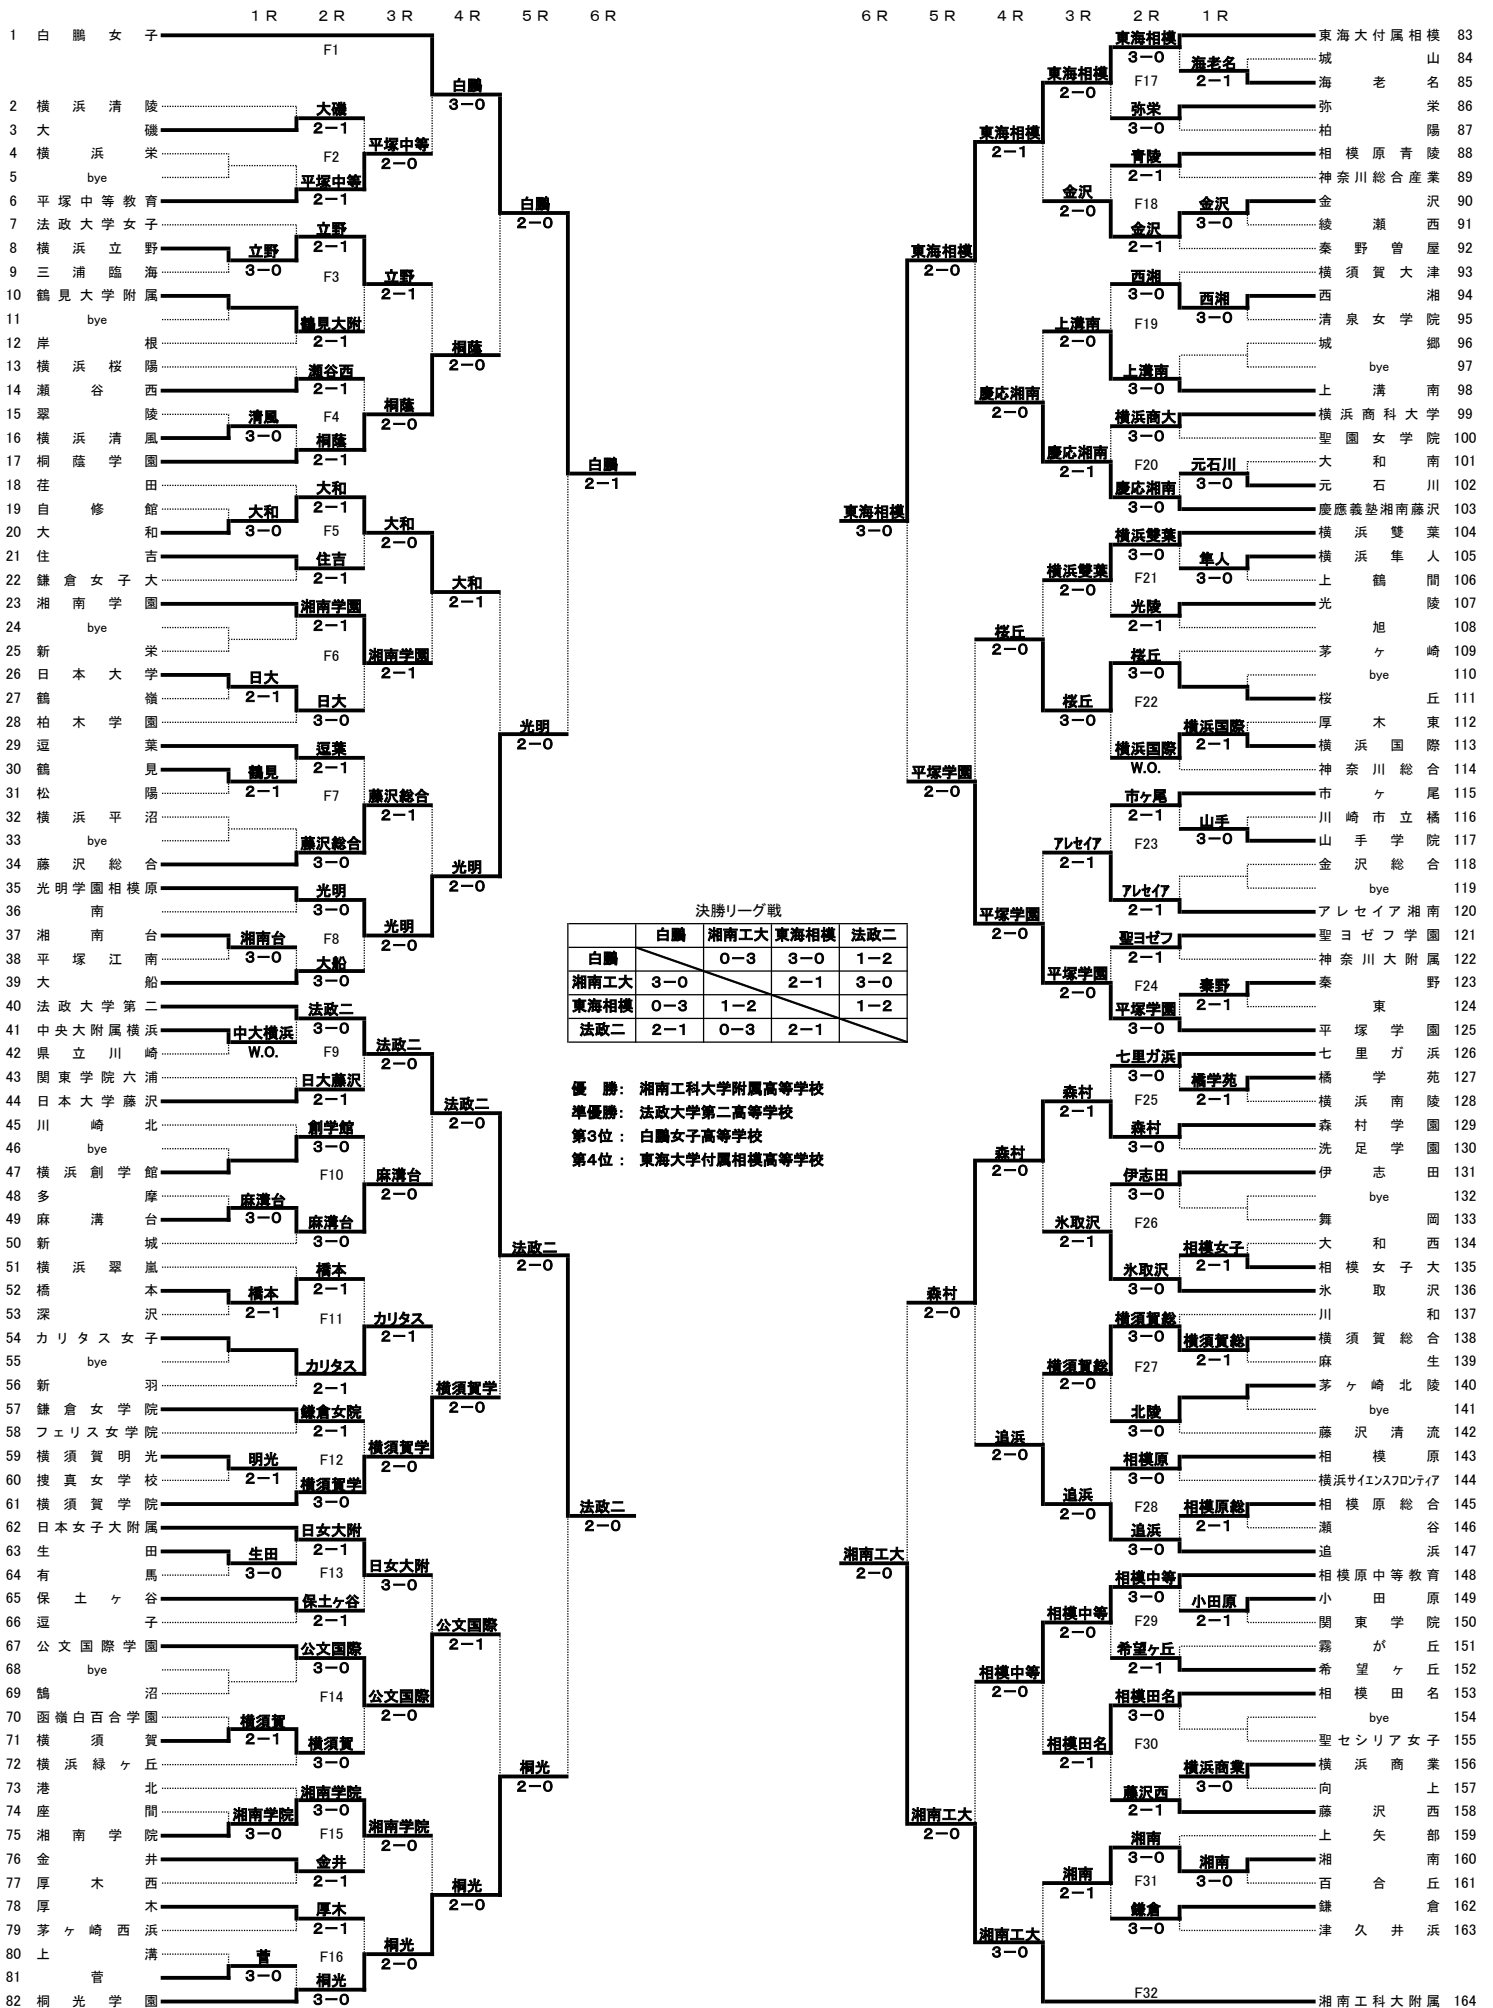 1R 2R 3R 4R 5R 6R
6R 5R 4R 3R 2R 1R
1 白鵬女子
2 横浜清陵
3 大磯
4 横浜栄
5 bye
6 平塚中等教育
7 法政大学女子
8 横浜立野
9 三浦臨海
10 鶴見大学附属
11 bye
12 岸根
13 横浜桜陽
14 瀬谷西
15 翠陵
16 横浜清風
17 桐蔭学園
18 荏田
19 自修館
20 大和
21 住吉
22 鎌倉女子大
23 湘南学園
24 bye
25 新栄
26 日本大学
27 鶴嶺
28 柏木学園
29 逗葉
30 鶴見
31 松陽
32 横浜平沼
33 bye
34 藤沢総合
35 光明学園相模原
36 南
37 湘南台
38 平塚江南
39 大船
40 法政大学第二
41 中央大附属横浜
42 県立川崎
43 関東学院六浦
44 日本大学藤沢
45 川崎北
46 bye
47 横浜創学館
48 多摩
49 麻溝台
50 新城
51 横浜翠嵐
52 橋本
53 深沢
54 カリタス女子
55 bye
56 新羽
57 鎌倉女学院
58 フェリス女学院
59 横須賀明光
60 捜真女学校
61 横須賀学院
62 日本女子大附属
63 生田
64 有馬
65 保土ヶ谷
66 逗子
67 公文国際学園
68 bye
69 鵠沼
70 函嶺白百合学園
71 横須賀
72 横浜緑ヶ丘
73 港北
74 座間
75 湘南学院
76 金井
77 厚木西
78 厚木
79 茅ヶ崎西浜
80 上溝
81 菅
82 桐光学園
立野
3-0
清風
3-0
大和
3-0
日大
2-1
鶴見
2-1
湘南台
3-0
中大横浜
W.O.
麻溝台
3-0
橋本
2-1
明光
2-1
生田
3-0
横須賀
2-1
湘南学院
3-0
菅
3-0
F1
大磯
2-1
F2
平塚中等
2-1
立野
2-1
F3
鶴見大附
2-1
瀬谷西
2-1
F4
桐蔭
2-1
大和
2-1
F5
住吉
2-1
湘南学園
2-1
F6
日大
3-0
逗葉
2-1
F7
藤沢総合
3-0
光明
3-0
F8
大船
3-0
法政二
3-0
F9
日大藤沢
2-1
創学館
3-0
F10
麻溝台
3-0
橋本
2-1
F11
カリタス
2-1
鎌倉女院
2-1
F12
横須賀学
3-0
日女大附
2-1
F13
保土ヶ谷
2-1
公文国際
3-0
F14
横須賀
3-0
湘南学院
3-0
F15
金井
2-1
厚木
2-1
F16
桐光
3-0
平塚中等
2-0
立野
2-1
桐蔭
2-0
大和
2-0
湘南学園
2-1
藤沢総合
2-1
光明
2-0
法政二
2-0
麻溝台
2-0
カリタス
2-1
横須賀学
2-0
日女大附
3-0
公文国際
2-0
湘南学院
2-0
桐光
2-0
白鵬
3-0
桐蔭
2-0
大和
2-1
光明
2-0
法政二
2-0
横須賀学
2-0
公文国際
2-1
桐光
2-0
白鵬
2-0
光明
2-0
法政二
2-0
桐光
2-0
白鵬
2-1
法政二
2-0
決勝リーグ戦
白鵬 湘南工大 東海相模 法政二
白鵬 0-3 3-0 1-2
湘南工大 3-0 2-1 3-0
東海相模 0-3 1-2 1-2
法政二 2-1 0-3 2-1
優 勝: 湘南工科大学附属高等学校
準優勝: 法政大学第二高等学校
第3位: 白鵬女子高等学校
第4位: 東海大学付属相模高等学校
東海相模
3-0
湘南工大
2-0
東海相模
2-0
平塚学園
2-0
森村
2-0
湘南工大
2-0
東海相模
2-1
慶応湘南
2-0
桜丘
2-0
平塚学園
2-0
森村
2-0
追浜
2-0
相模中等
2-0
湘南工大
3-0
東海相模
2-0
金沢
2-0
上溝南
2-0
慶応湘南
2-1
横浜雙葉
2-0
桜丘
3-0
アレセイア
2-1
平塚学園
2-0
森村
2-1
氷取沢
2-1
横須賀総
2-0
追浜
2-0
相模中等
2-0
相模田名
2-1
湘南
2-1
東海相模
3-0
F17
弥栄
3-0
青陵
2-1
F18
金沢
2-1
西湘
3-0
F19
上溝南
3-0
横浜商大
3-0
F20
慶応湘南
3-0
横浜雙葉
3-0
F21
光陵
2-1
桜丘
3-0
F22
横浜国際
W.O.
市ヶ尾
2-1
F23
アレセイア
2-1
聖ヨゼフ
2-1
F24
平塚学園
3-0
七里ガ浜
3-0
F25
森村
3-0
伊志田
3-0
F26
氷取沢
3-0
横須賀総
3-0
F27
北陵
3-0
相模原
3-0
F28
追浜
3-0
相模中等
3-0
F29
希望ヶ丘
2-1
相模田名
3-0
F30
藤沢西
2-1
湘南
3-0
F31
鎌倉
3-0
F32
海老名
2-1
金沢
3-0
西湘
3-0
元石川
3-0
隼人
3-0
横浜国際
2-1
山手
3-0
秦野
2-1
橘学苑
2-1
相模女子
2-1
横須賀総
2-1
相模原総
2-1
小田原
2-1
横浜商業
3-0
湘南
3-0
東海大付属相模 83
城山 84
海老名 85
弥栄 86
柏陽 87
相模原青陵 88
神奈川総合産業 89
金沢 90
綾瀬西 91
秦野曽屋 92
横須賀大津 93
西湘 94
清泉女学院 95
城郷 96
bye 97
上溝南 98
横浜商科大学 99
聖園女学院 100
大和南 101
元石川 102
慶應義塾湘南藤沢 103
横浜雙葉 104
横浜隼人 105
上鶴間 106
光陵 107
旭 108
茅ヶ崎 109
bye 110
桜丘 111
厚木東 112
横浜国際 113
神奈川総合 114
市ヶ尾 115
川崎市立橘 116
山手学院 117
金沢総合 118
bye 119
アレセイア湘南 120
聖ヨゼフ学園 121
神奈川大附属 122
秦野 123
東 124
平塚学園 125
七里ガ浜 126
橘学苑 127
横浜南陵 128
森村学園 129
洗足学園 130
伊志田 131
bye 132
舞岡 133
大和西 134
相模女子大 135
氷取沢 136
川和 137
横須賀総合 138
麻生 139
茅ヶ崎北陵 140
bye 141
藤沢清流 142
相模原 143
横浜サイエンスフロンティア 144
相模原総合 145
瀬谷 146
追浜 147
相模原中等教育 148
小田原 149
関東学院 150
霧が丘 151
希望ヶ丘 152
相模田名 153
bye 154
聖セシリア女子 155
横浜商業 156
向上 157
藤沢西 158
上矢部 159
湘南 160
百合丘 161
鎌倉 162
津久井浜 163
湘南工科大附属 164